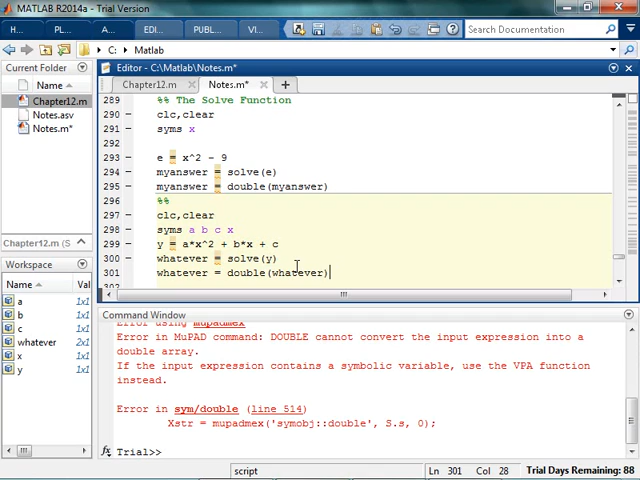 MATLAB R2014a - Trial Version
H... P... A... EDI... PUBL... VI... Search Documentation
C: Matlab
Current Folder
Name
Chapter12.m
Notes.asv
Notes.m*
Chapter12.m (S...
Workspace
Name Val
a 1x1
b 1x1
c 1x1
whatever 2x1
x 1x1
y 1x1
Editor - C:\Matlab\Notes.m*
Chapter12.m Notes.m*
289 %% The Solve Function
290 clc,clear
291 syms x
293 e = x^2 - 9
294 myanswer = solve(e)
295 myanswer = double(myanswer)
296 %%
297 clc,clear
298 syms a b c x
299 y = a*x^2 + b*x + c
300 whatever = solve(y)
301 whatever = double(whatever)
302
Command Window
Error using mupadmex
Error in MuPAD command: DOUBLE cannot convert the input expression into a
double array.
If the input expression contains a symbolic variable, use the VPA function
instead.
Error in sym/double (line 514)
Xstr = mupadmex('symobj::double', S.s, 0);
fx Trial>>
script Ln 301 Col 28 Trial Days Remaining: 88